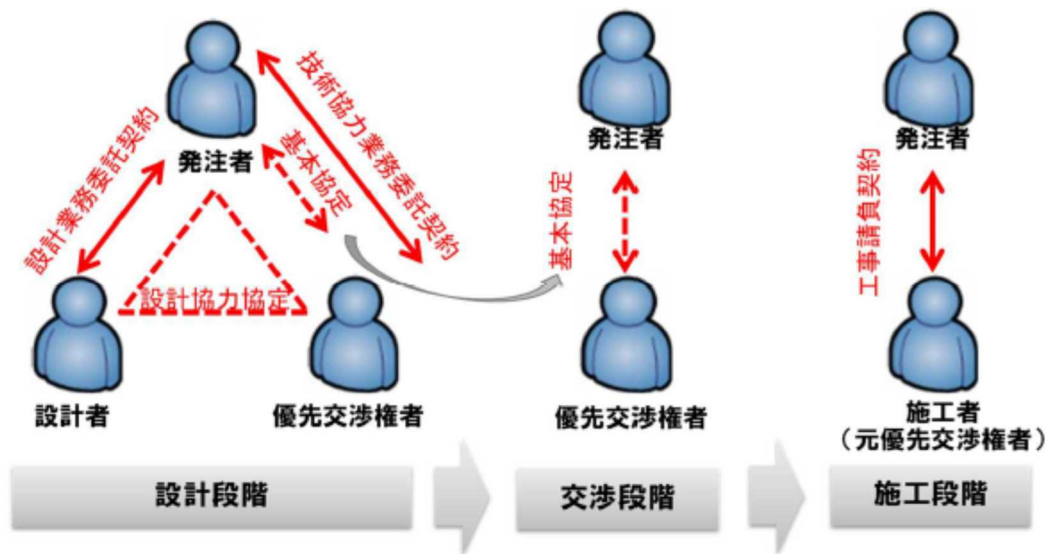 発注者
設計業務委託契約
基本協定
技術協力業務委託契約
設計協力協定
設計者
優先交渉権者
設計段階
発注者
基本協定
優先交渉権者
交渉段階
発注者
工事請負契約
施工者
（元優先交渉権者）
施工段階